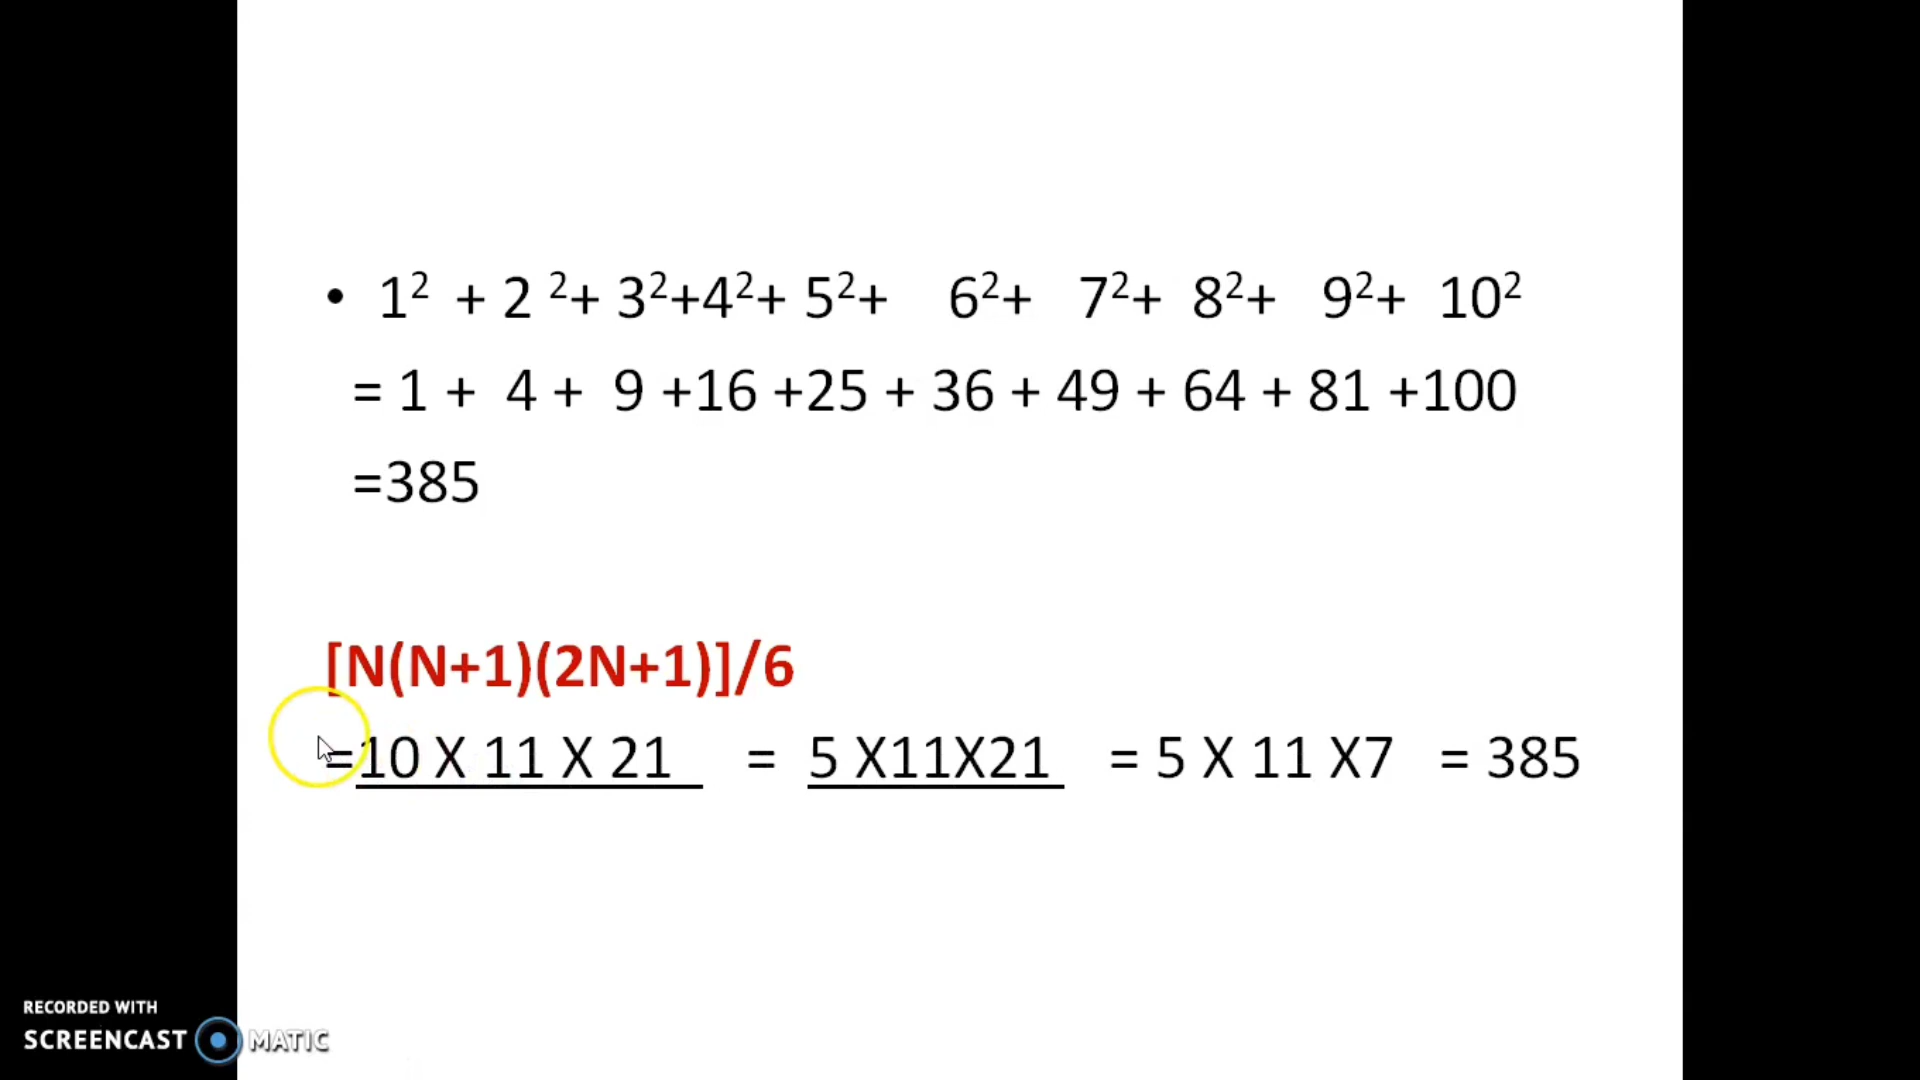 • 1² + 2 ²+ 3²+4²+ 5²+ 6²+ 7²+ 8²+ 9²+ 10²
= 1 + 4 + 9 +16 +25 + 36 + 49 + 64 + 81 +100
=385
[N(N+1)(2N+1)]/6
=10 X 11 X 21 = 5 X11X21 = 5 X 11 X7 = 385
RECORDED WITH
SCREENCAST MATIC